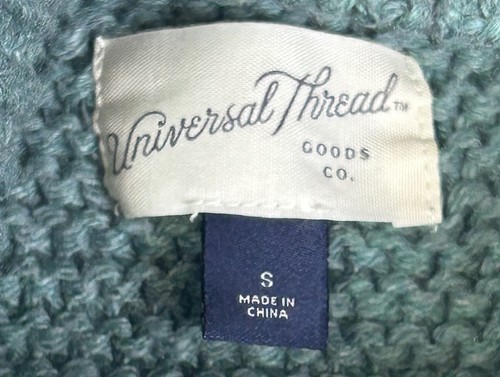 Universal Thread™
GOODS
CO.
S
MADE IN
CHINA